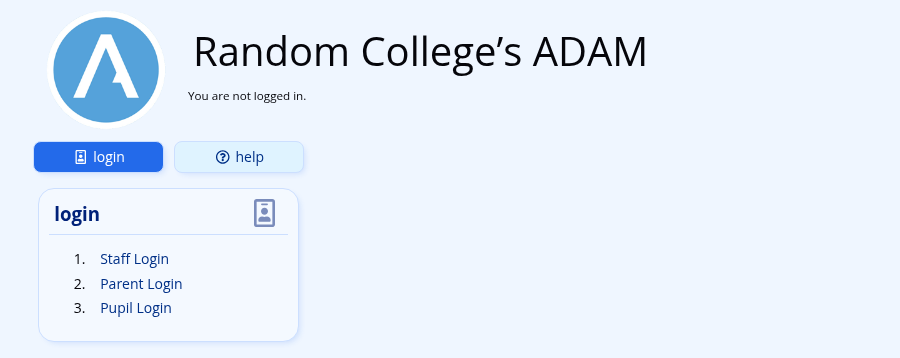 Random College’s ADAM
You are not logged in.
login
help
login
1. Staff Login
2. Parent Login
3. Pupil Login